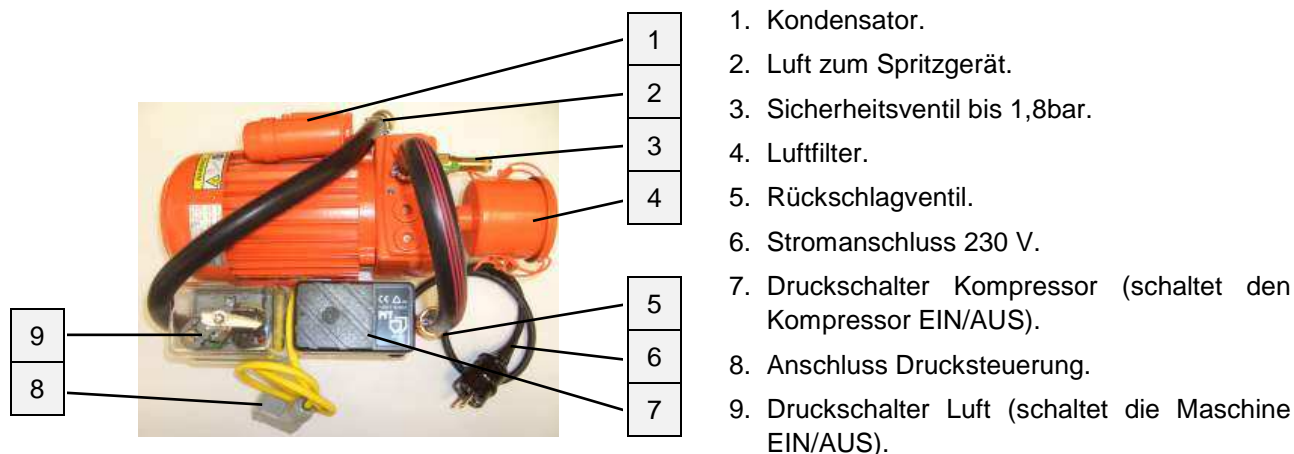 1
2
3
4
5
6
7
9
8
1. Kondensator.
2. Luft zum Spritzgerät.
3. Sicherheitsventil bis 1,8bar.
4. Luftfilter.
5. Rückschlagventil.
6. Stromanschluss 230 V.
7. Druckschalter Kompressor (schaltet den
Kompressor EIN/AUS).
8. Anschluss Drucksteuerung.
9. Druckschalter Luft (schaltet die Maschine
EIN/AUS).